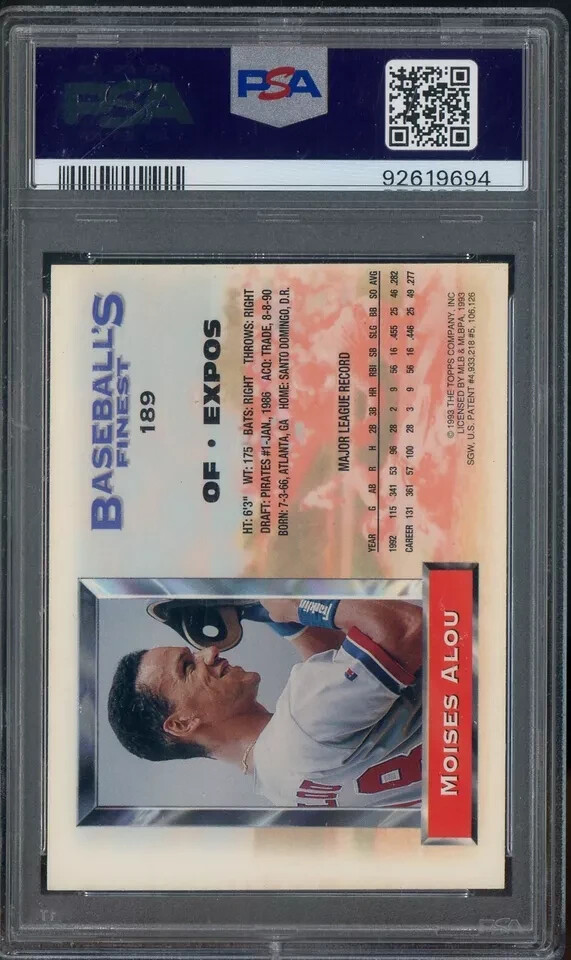 PSA
PSA
92619694
BASEBALL'S
FINEST
189
OF • EXPOS
HT: 6'3" WT: 175 BATS: RIGHT THROWS: RIGHT
DRAFT: PIRATES #1-JAN., 1986 ACQ: TRADE, 8-8-90
BORN: 7-3-66, ATLANTA, GA HOME: SANTO DOMINGO, D.R.
MAJOR LEAGUE RECORD
YEAR G AB R H 2B 3B HR RBI SB SLG BB SO AVG
1992 115 341 53 96 28 2 9 56 16 .455 25 46 .282
CAREER 131 361 57 100 28 3 9 56 16 .446 25 49 .277
© 1993 THE TOPPS COMPANY, INC
LICENSED BY MLB & MLBPA, 1993
SGW, U.S. PATENT #4,933,218 #5, 106,126
Franklin
MOISES ALOU
PSA